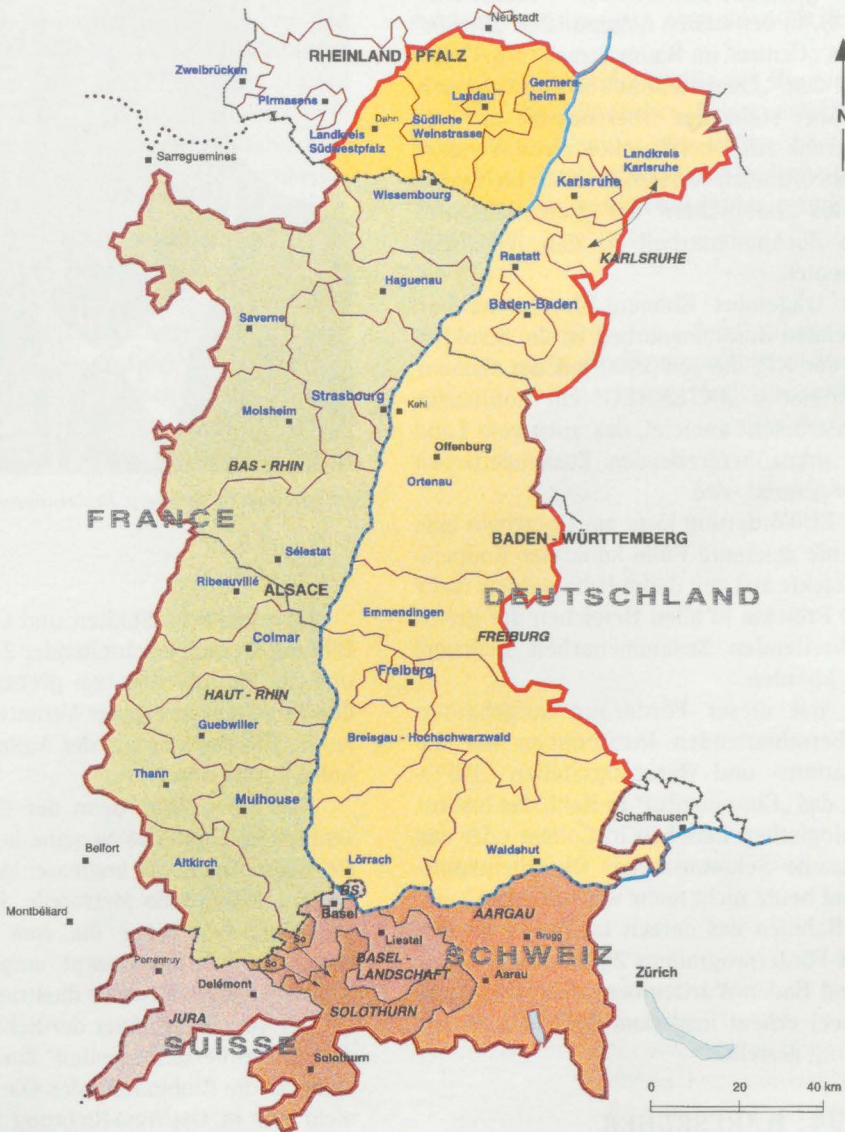 Neustadt
RHEINLAND PFALZ
Zweibrücken
Pirmasens
Landau
Germers-
heim
Dahn
Südliche
Weinstrasse
Landkreis
Südwestpfalz
Sarreguemines
Landkreis
Karlsruhe
Karlsruhe
Wissembourg
N
KARLSRUHE
Rastatt
Haguenau
Baden-Baden
Saverne
Strasbourg
Kehl
Molsheim
Offenburg
BAS - RHIN
Ortenau
FRANCE
BADEN - WÜRTTEMBERG
Sélestat
Ribeauvillé
ALSACE
DEUTSCHLAND
Emmendingen
FREIBURG
Colmar
Freiburg
HAUT - RHIN
Guebwiller
Breisgau - Hochschwarzwald
Thann
Mulhouse
Schaffhausen
Belfort
Altkirch
Lörrach
Waldshut
BS
Basel
Montbéliard
AARGAU
Liestal
Brugg
So
BASEL -
LANDSCHAFT
SCHWEIZ
Porrentruy
So
Aarau
Zürich
Delémont
SOLOTHURN
JURA
SUISSE
Solothurn
0 20 40 km